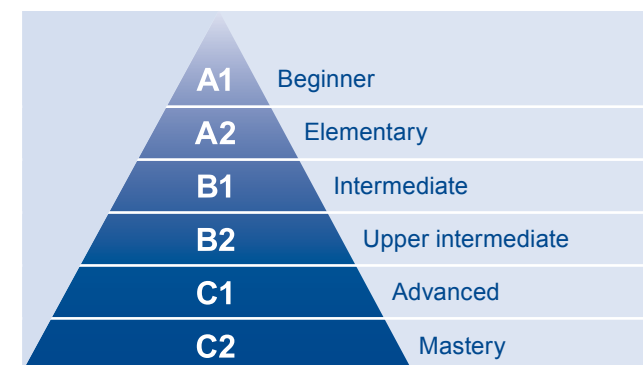 A1 Beginner
A2 Elementary
B1 Intermediate
B2 Upper intermediate
C1 Advanced
C2 Mastery